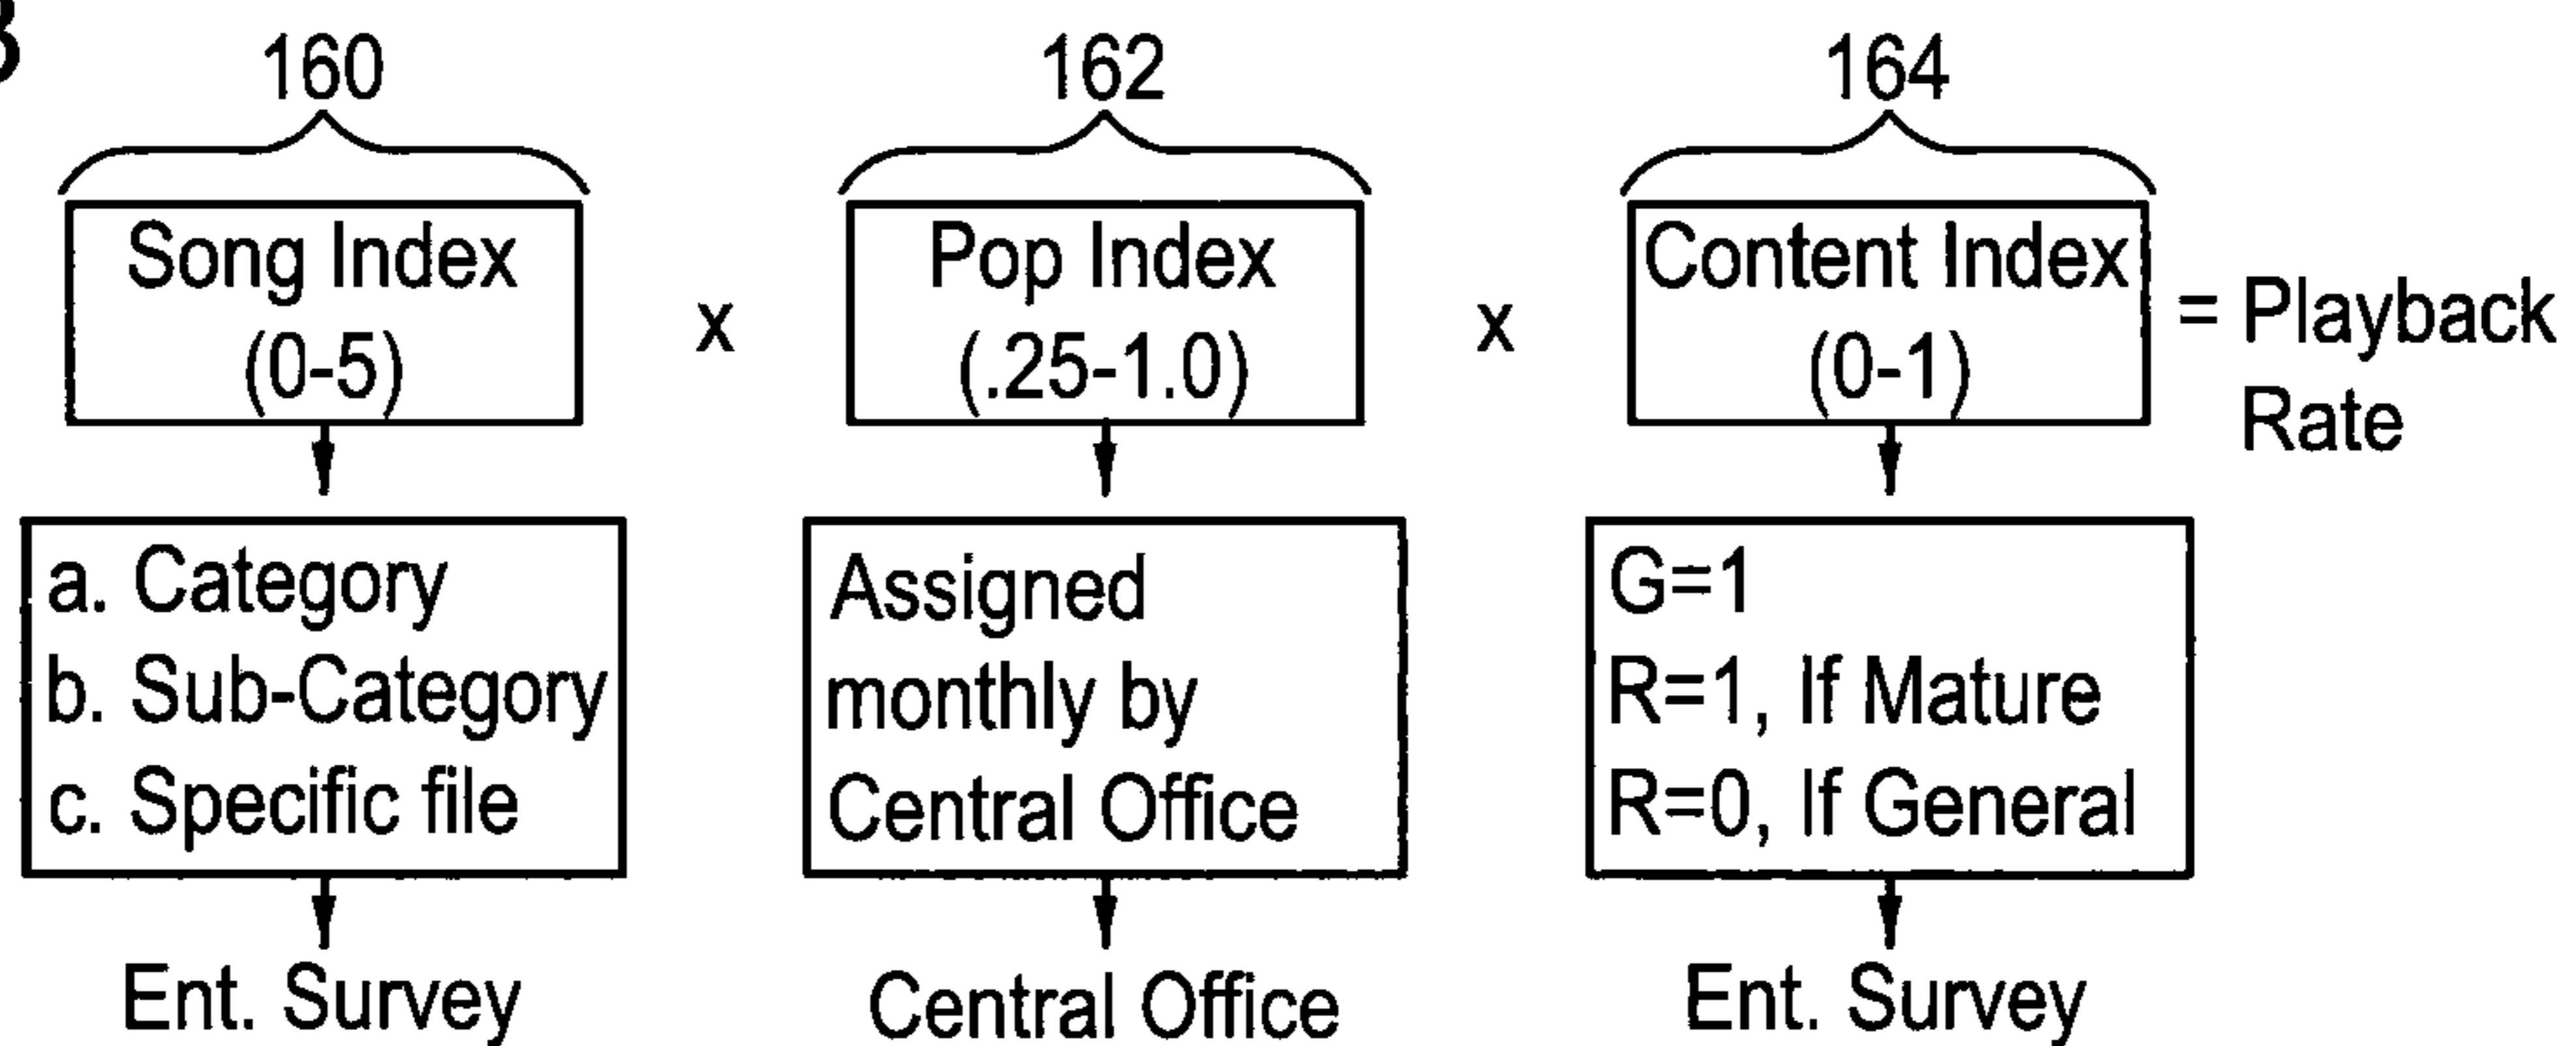 160
162
164
Song Index
(0-5)
x
Pop Index
(.25-1.0)
x
Content Index
(0-1)
= Playback
Rate
a. Category
b. Sub-Category
c. Specific file
Assigned
monthly by
Central Office
G=1
R=1, If Mature
R=0, If General
Ent. Survey
Central Office
Ent. Survey